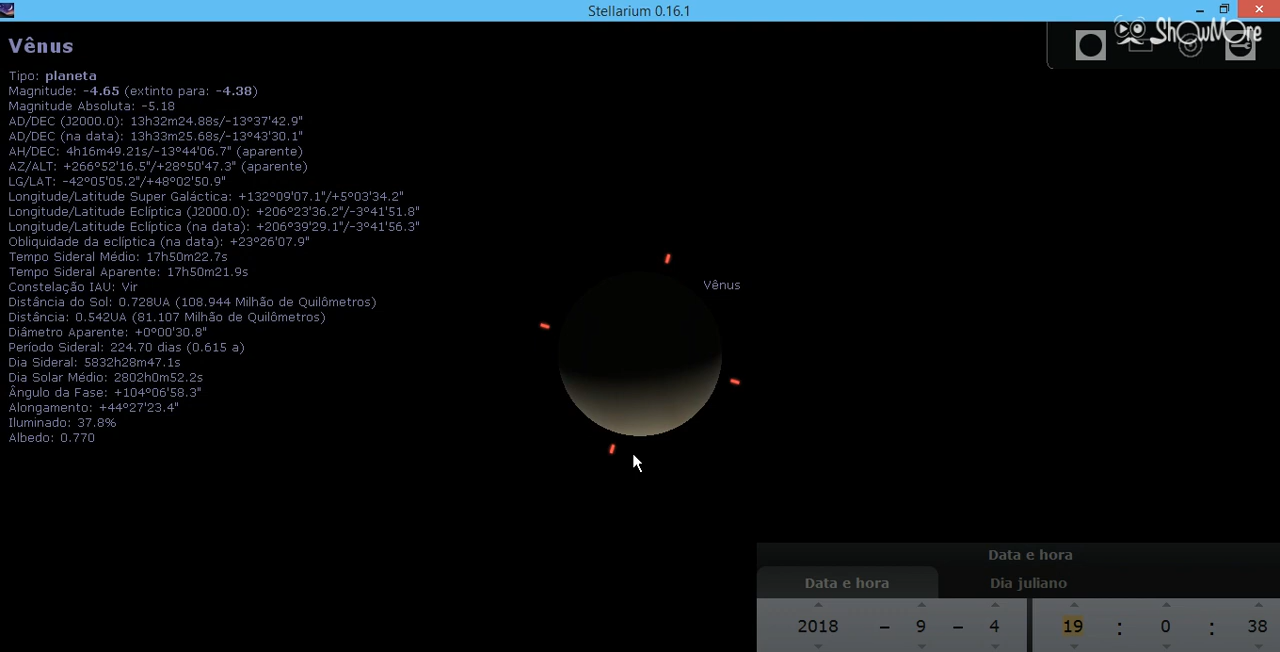 Stellarium 0.16.1
ShowMore
Vênus
Tipo: planeta
Magnitude: -4.65 (extinto para: -4.38)
Magnitude Absoluta: -5.18
AD/DEC (J2000.0): 13h32m24.88s/-13°37'42.9"
AD/DEC (na data): 13h33m25.68s/-13°43'30.1"
AH/DEC: 4h16m49.21s/-13°44'06.7" (aparente)
AZ/ALT: +266°52'16.5"/+28°50'47.3" (aparente)
LG/LAT: -42°05'05.2"/+48°02'50.9"
Longitude/Latitude Super Galáctica: +132°09'07.1"/+5°03'34.2"
Longitude/Latitude Eclíptica (J2000.0): +206°23'36.2"/-3°41'51.8"
Longitude/Latitude Eclíptica (na data): +206°39'29.1"/-3°41'56.3"
Obliquidade da eclíptica (na data): +23°26'07.9"
Tempo Sideral Médio: 17h50m22.7s
Tempo Sideral Aparente: 17h50m21.9s
Constelação IAU: Vir
Distância do Sol: 0.728UA (108.944 Milhão de Quilômetros)
Distância: 0.542UA (81.107 Milhão de Quilômetros)
Diâmetro Aparente: +0°00'30.8"
Período Sideral: 224.70 dias (0.615 a)
Dia Sideral: 5832h28m47.1s
Dia Solar Médio: 2802h0m52.2s
Ângulo da Fase: +104°06'58.3"
Alongamento: +44°27'23.4"
Iluminado: 37.8%
Albedo: 0.770
Vênus
Data e hora
Data e hora Dia juliano
2018 - 9 - 4 19 : 0 : 38